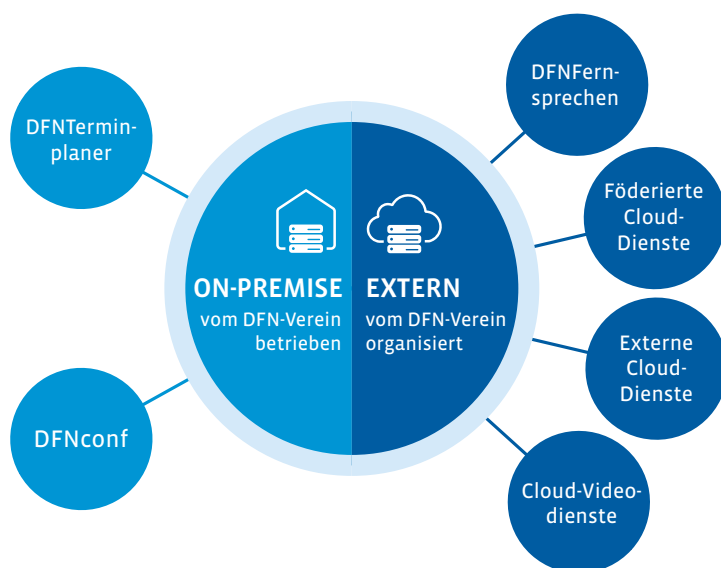 DFNTermin-
planer
DFNconf
ON-PREMISE
vom DFN-Verein
betrieben
EXTERN
vom DFN-Verein
organisiert
DFNFern-
sprechen
Föderierte
Cloud-
Dienste
Externe
Cloud-
Dienste
Cloud-Video-
dienste